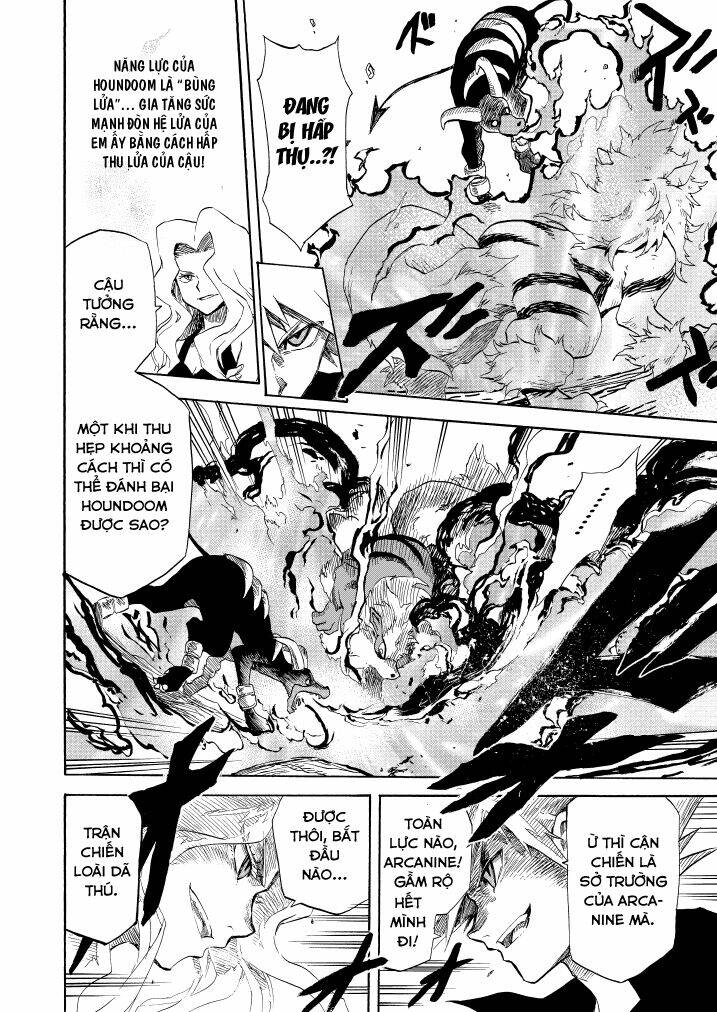 ĐANG
BỊ HẤP
THỤ..?!
NĂNG LỰC CỦA
HOUNDOOM LÀ “BÙNG
LỬA”... GIA TĂNG SỨC
MẠNH ĐÒN HỆ LỬA CỦA
EM ẤY BẰNG CÁCH HẤP
THU LỬA CỦA CẬU!
CẬU
TƯỞNG
RẰNG...
.......
MỘT KHI THU
HẸP KHOẢNG
CÁCH THÌ CÓ
THỂ ĐÁNH BẠI
HOUNDOOM
ĐƯỢC SAO?
Ừ THÌ CẬN
CHIẾN LÀ
SỞ TRƯỜNG
CỦA ARCA-
NINE MÀ.
TOÀN
LỰC NÀO,
ARCANINE!
GẦM RỘ
HẾT
MÌNH
ĐI!
ĐƯỢC
THÔI, BẮT
ĐẦU
NÀO...
TRẬN
CHIẾN
LOÀI DÃ
THÚ.